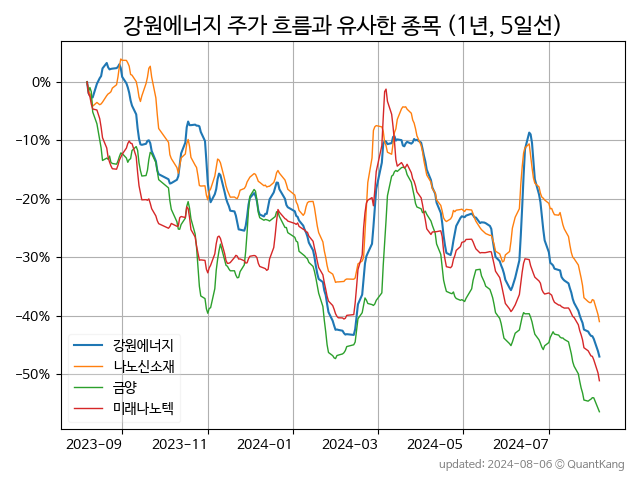 강원에너지 주가 흐름과 유사한 종목 (1년, 5일선)
0%
−10%
−20%
−30%
−40%
−50%
강원에너지
나노신소재
금양
미래나노텍
2023-09 2023-11 2024-01 2024-03 2024-05 2024-07
updated: 2024-08-06 © QuantKang